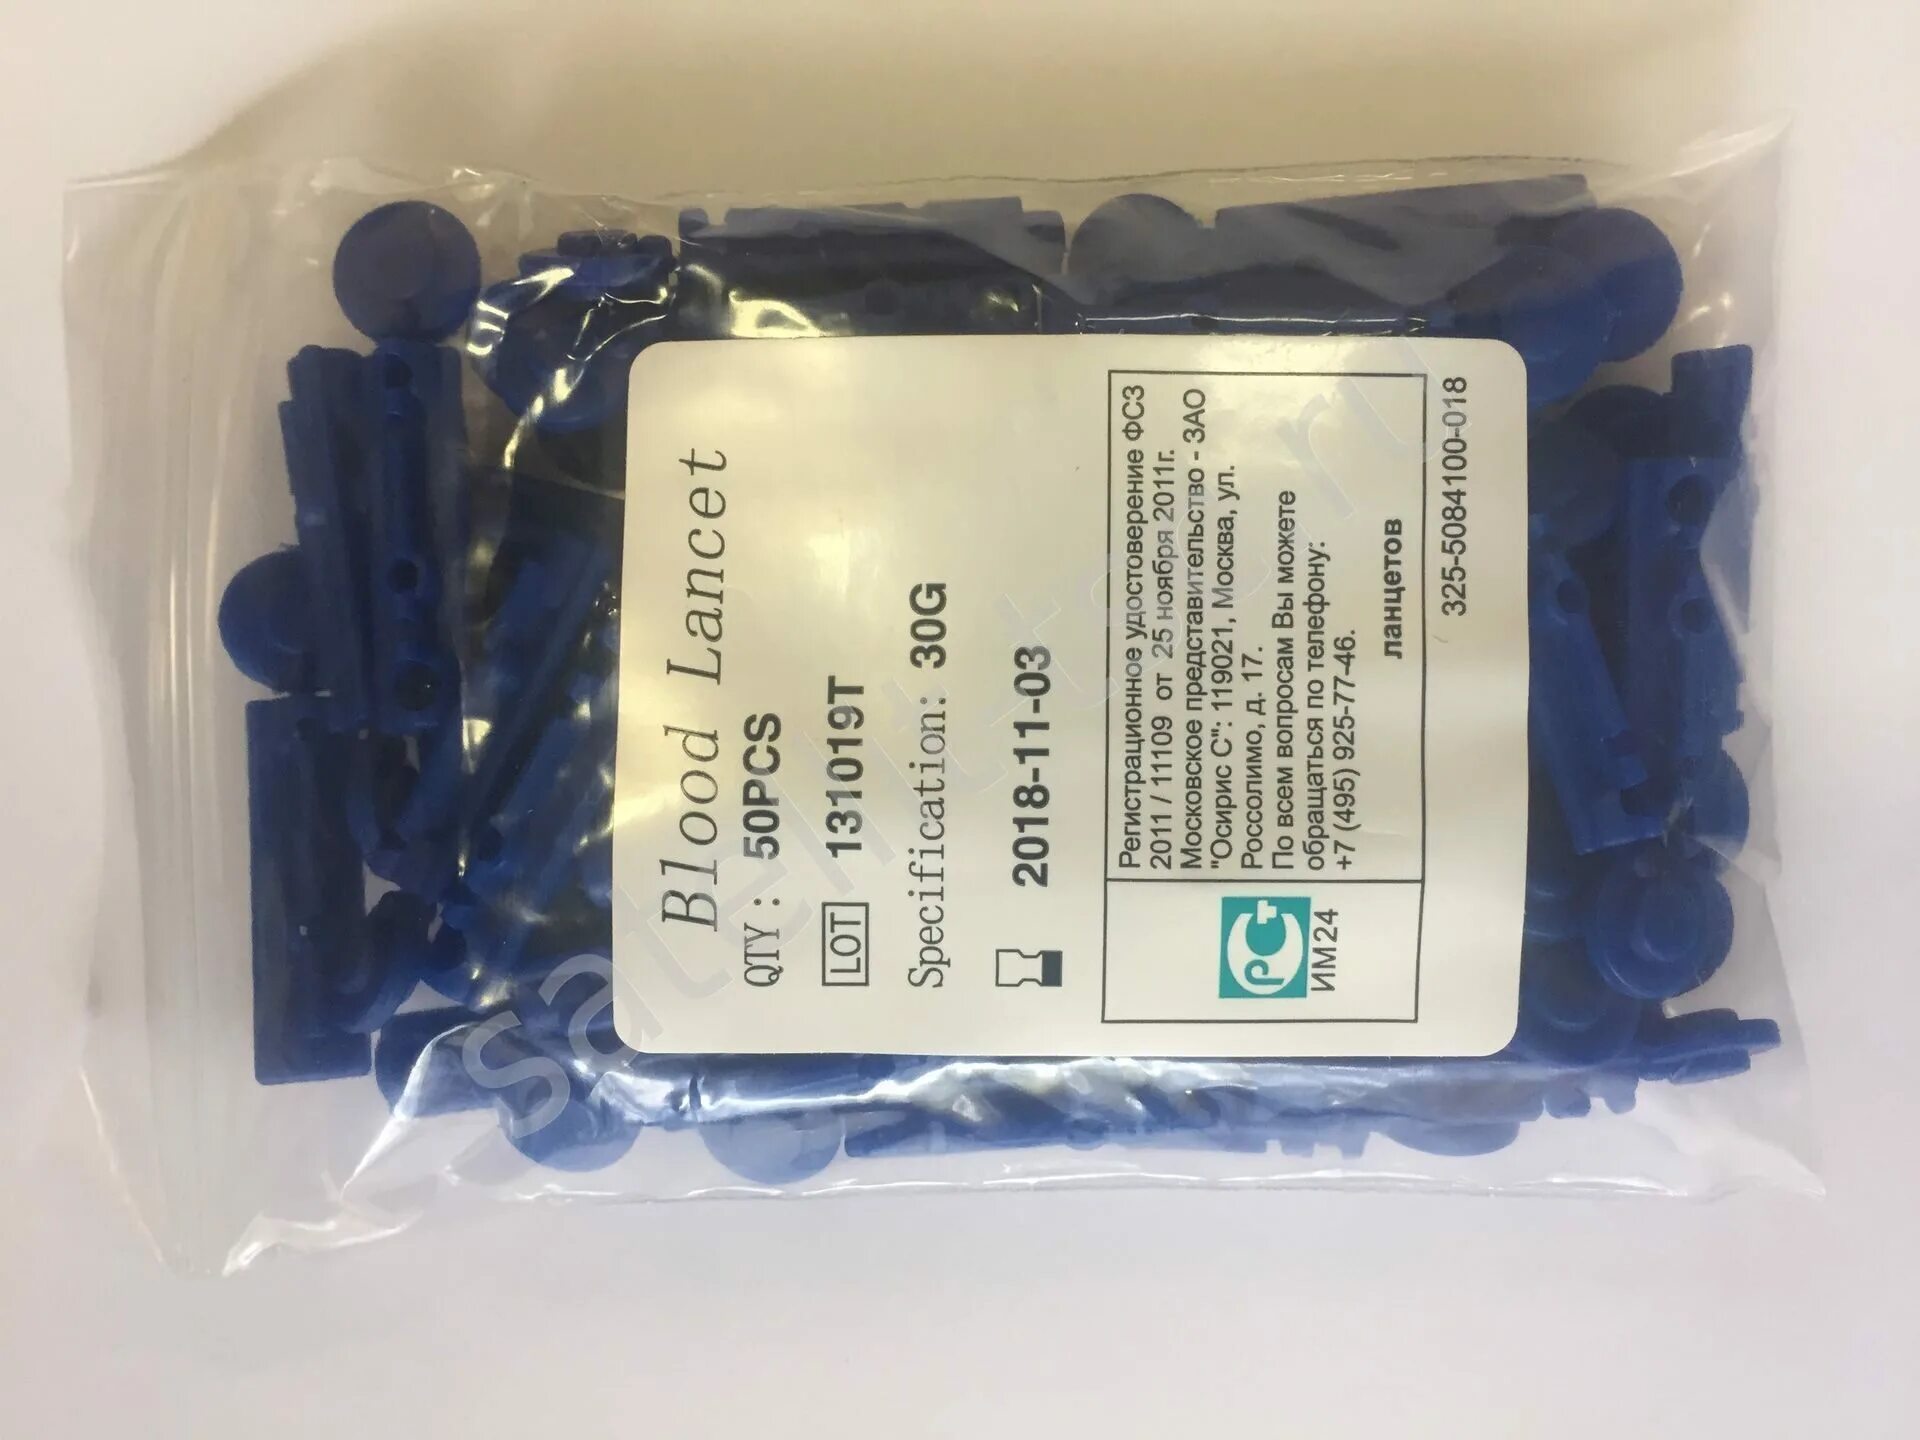 Blood Lancet
QTY: 50PCS
LOT 131019T
Specification: 30G
2018-11-03
РС
ИМ24
Регистрационное удостоверение ФСЗ
2011 / 11109 от 25 ноября 2011г.
Московское представительство - ЗАО
"Осирис С": 119021, Москва, ул.
Россолимо, д. 17.
По всем вопросам Вы можете
обращаться по телефону:
+7 (495) 925-77-46.
ланцетов
325-5084100-018